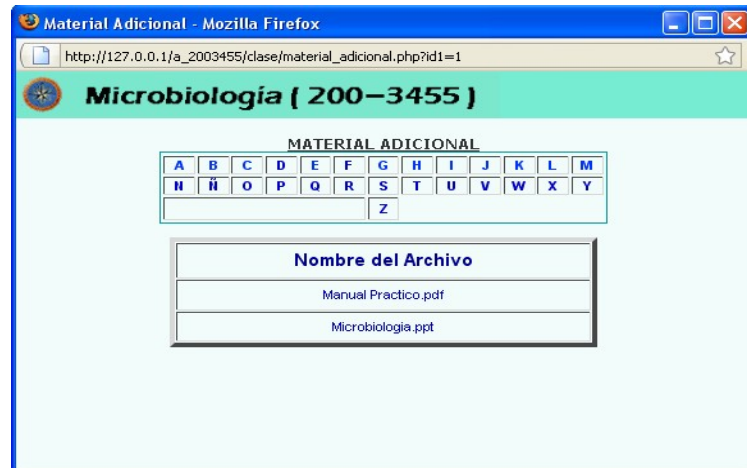 Material Adicional - Mozilla Firefox
http://127.0.0.1/a_2003455/clase/material_adicional.php?id1=1
Microbiología ( 200-3455 )
MATERIAL ADICIONAL
A B C D E F G H I J K L M
N Ñ O P Q R S T U V W X Y
Z
Nombre del Archivo
Manual Practico.pdf
Microbiologia.ppt